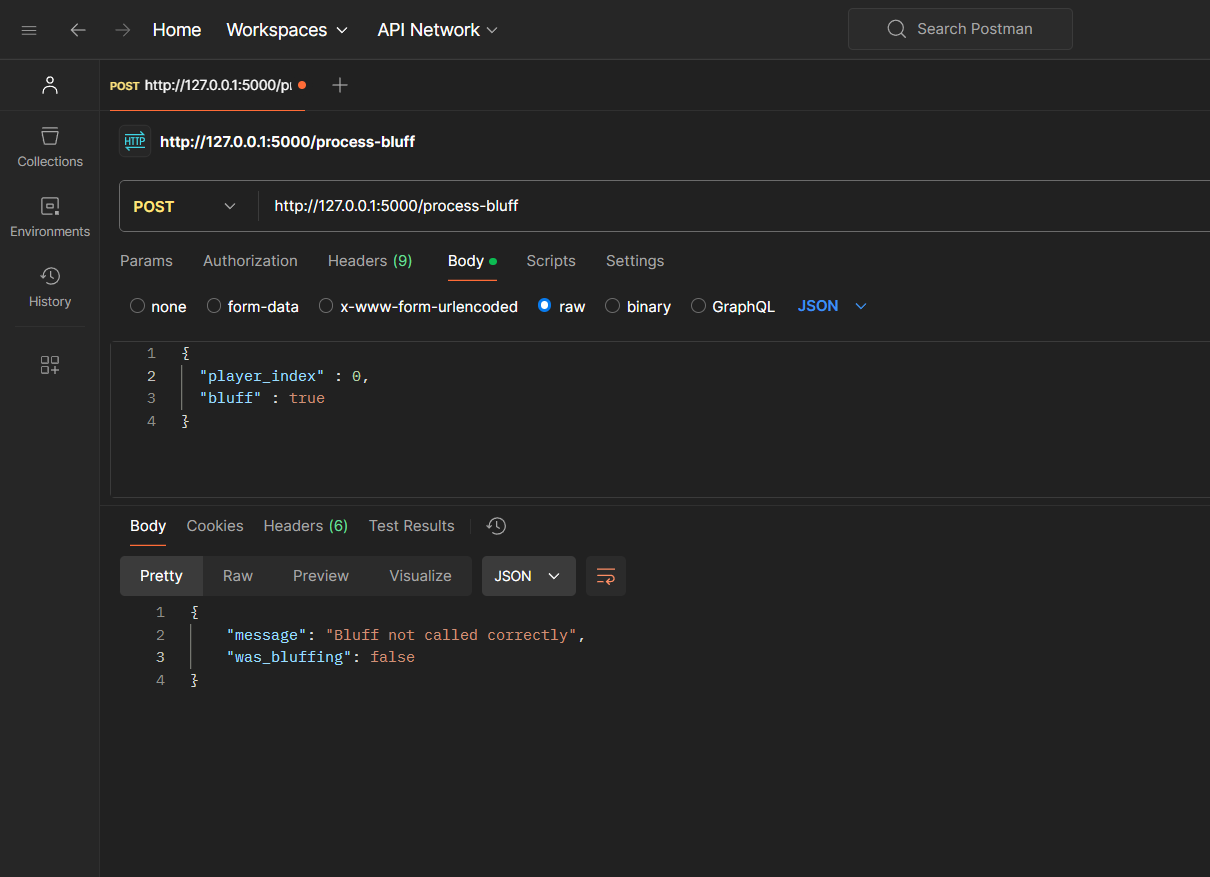 Home Workspaces API Network Search Postman
POST http://127.0.0.1:5000/p
HTTP http://127.0.0.1:5000/process-bluff
Collections
POST http://127.0.0.1:5000/process-bluff
Environments
Params Authorization Headers (9) Body Scripts Settings
History
none form-data x-www-form-urlencoded raw binary GraphQL JSON
1 {
2 "player_index" : 0,
3 "bluff" : true
4 }
Body Cookies Headers (6) Test Results
Pretty Raw Preview Visualize JSON
1 {
2 "message": "Bluff not called correctly",
3 "was_bluffing": false
4 }